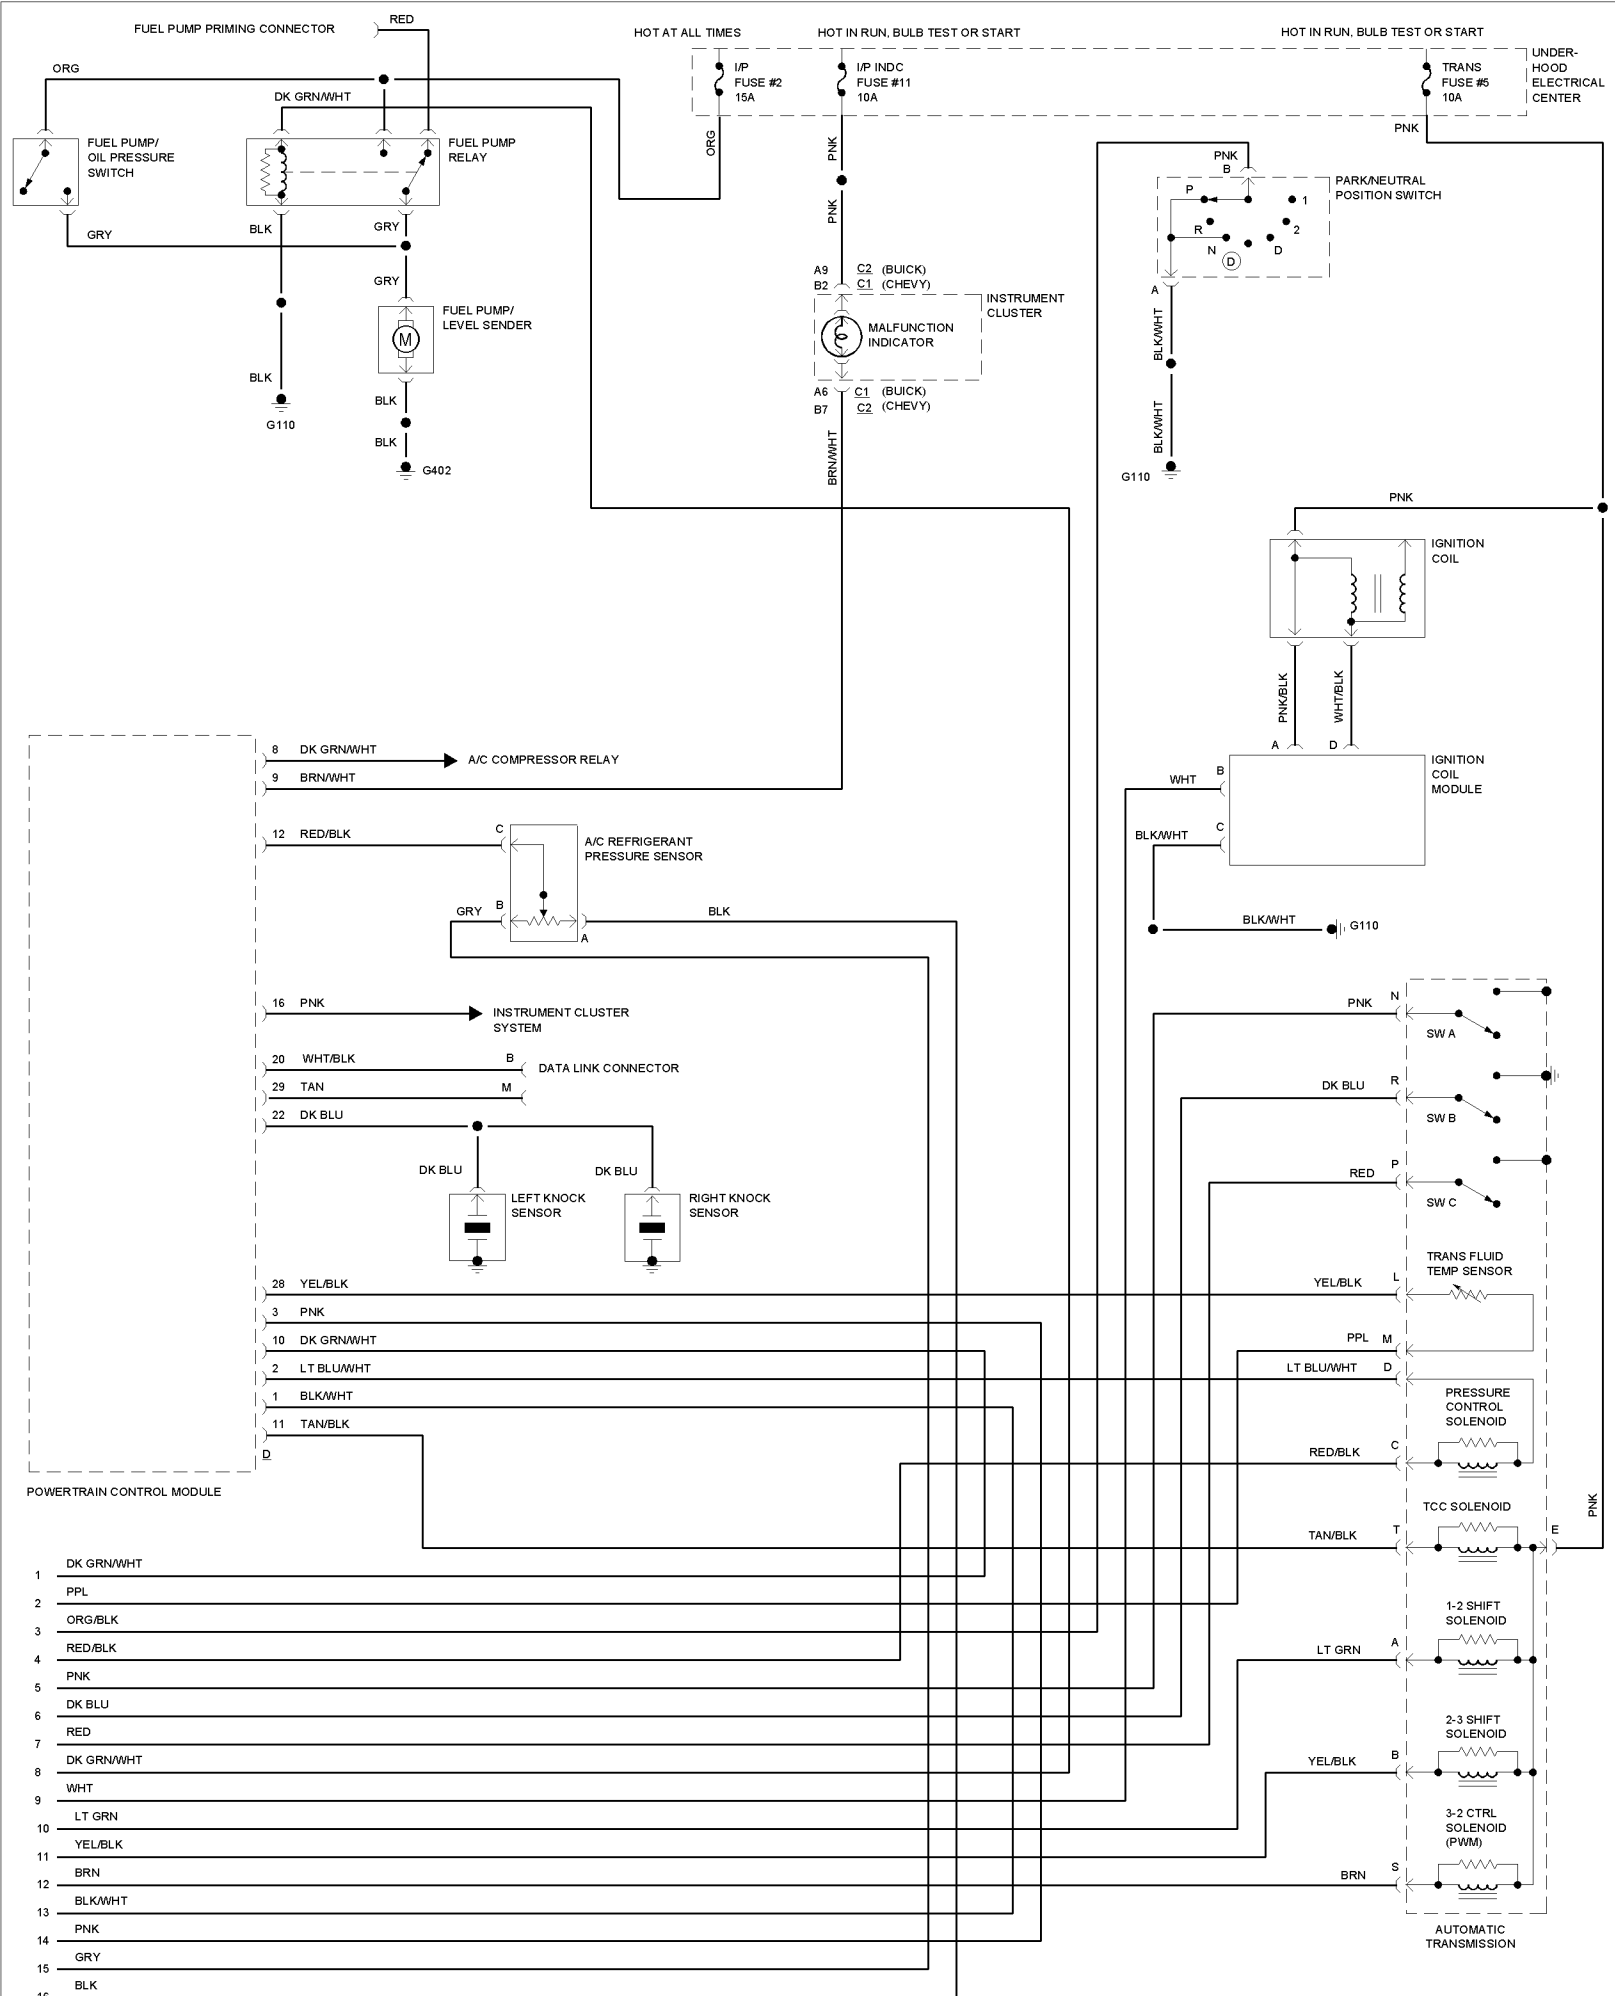 FUEL PUMP PRIMING CONNECTOR
RED
HOT AT ALL TIMES
HOT IN RUN, BULB TEST OR START
HOT IN RUN, BULB TEST OR START
UNDER-
HOOD
ELECTRICAL
CENTER
I/P
FUSE #2
15A
I/P INDC
FUSE #11
10A
TRANS
FUSE #5
10A
ORG
DK GRN/WHT
FUEL PUMP/
OIL PRESSURE
SWITCH
FUEL PUMP
RELAY
ORG
PNK
PNK
PNK
PNK
B
PARK/NEUTRAL
POSITION SWITCH
P
1
R
2
N
D
D
A
GRY
BLK
GRY
GRY
BLK
G110
FUEL PUMP/
LEVEL SENDER
M
BLK
BLK
G402
A9 C2 (BUICK)
B2 C1 (CHEVY)
INSTRUMENT
CLUSTER
MALFUNCTION
INDICATOR
A6 C1 (BUICK)
B7 C2 (CHEVY)
BRN/WHT
BLK/WHT
BLK/WHT
G110
PNK
IGNITION
COIL
PNK/BLK
WHT/BLK
A
D
IGNITION
COIL
MODULE
WHT
B
BLK/WHT
C
BLK/WHT
G110
8 DK GRN/WHT
A/C COMPRESSOR RELAY
9 BRN/WHT
12 RED/BLK
C
A/C REFRIGERANT
PRESSURE SENSOR
GRY
B
BLK
A
16 PNK
INSTRUMENT CLUSTER
SYSTEM
20 WHT/BLK
B
DATA LINK CONNECTOR
29 TAN
M
22 DK BLU
DK BLU
DK BLU
LEFT KNOCK
SENSOR
RIGHT KNOCK
SENSOR
PNK N
SW A
DK BLU R
SW B
RED P
SW C
TRANS FLUID
TEMP SENSOR
28 YEL/BLK
YEL/BLK L
3 PNK
10 DK GRN/WHT
PPL M
2 LT BLU/WHT
LT BLU/WHT D
1 BLK/WHT
PRESSURE
CONTROL
SOLENOID
11 TAN/BLK
D
RED/BLK C
POWERTRAIN CONTROL MODULE
PNK
TCC SOLENOID
TAN/BLK T
E
1 DK GRN/WHT
2 PPL
3 ORG/BLK
4 RED/BLK
5 PNK
6 DK BLU
7 RED
8 DK GRN/WHT
9 WHT
10 LT GRN
11 YEL/BLK
12 BRN
13 BLK/WHT
14 PNK
15 GRY
BLK
1-2 SHIFT
SOLENOID
LT GRN A
2-3 SHIFT
SOLENOID
YEL/BLK B
3-2 CTRL
SOLENOID
(PWM)
BRN S
AUTOMATIC
TRANSMISSION